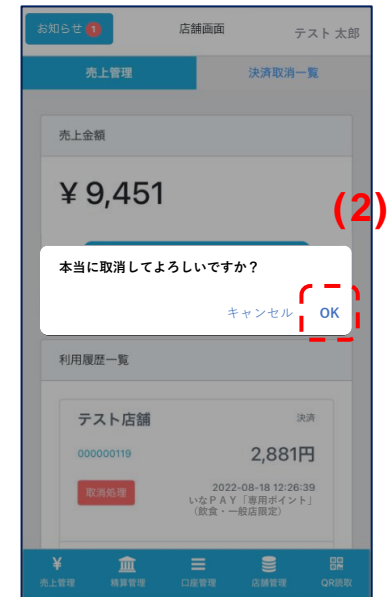 お知らせ 1
店舗画面
テスト 太郎
売上管理
決済取消一覧
売上金額
¥ 9,451
(2)
本当に取消してよろしいですか？
キャンセル
OK
利用履歴一覧
テスト店舗
決済
000000119
2,881円
取消処理
2022-08-18 12:26:39
いなＰＡＹ「専用ポイント」
（飲食・一般店限定）
¥
売上管理
精算管理
口座管理
店舗管理
QR読取